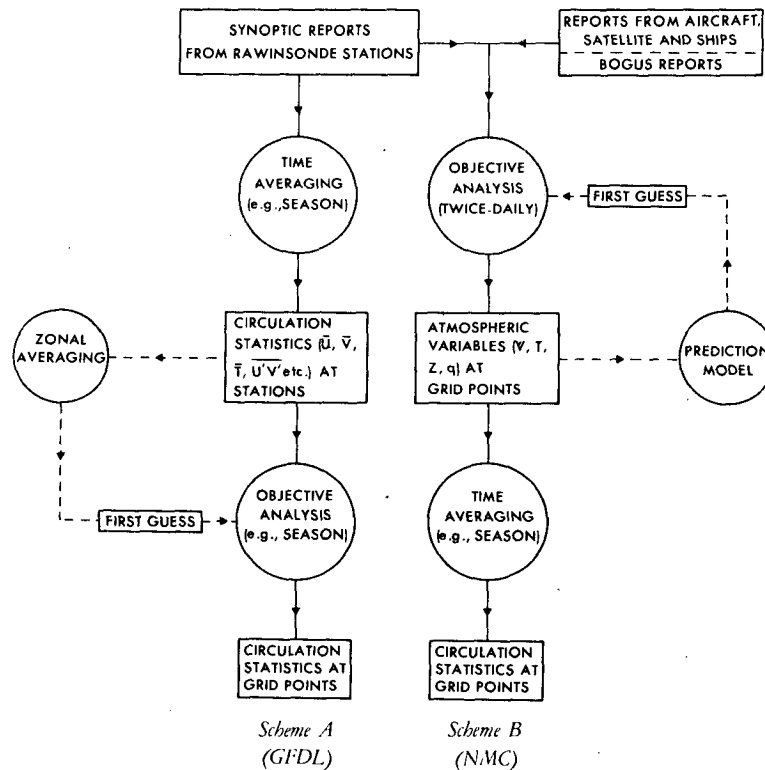 SYNOPTIC REPORTS
FROM RAWINSONDE STATIONS
REPORTS FROM AIRCRAFT,
SATELLITE AND SHIPS
BOGUS REPORTS
TIME
AVERAGING
(e.g.,SEASON)
OBJECTIVE
ANALYSIS
(TWICE-DAILY)
FIRST GUESS
ZONAL
AVERAGING
CIRCULATION
STATISTICS (Ū, V̄,
T̄, U̅'̅V̅'̅ etc.) AT
STATIONS
ATMOSPHERIC
VARIABLES (V, T,
Z, q) AT
GRID POINTS
PREDICTION
MODEL
FIRST GUESS
OBJECTIVE
ANALYSIS
(e.g., SEASON)
TIME
AVERAGING
(e.g., SEASON)
CIRCULATION
STATISTICS AT
GRID POINTS
CIRCULATION
STATISTICS AT
GRID POINTS
Scheme A
(GFDL)
Scheme B
(NMC)